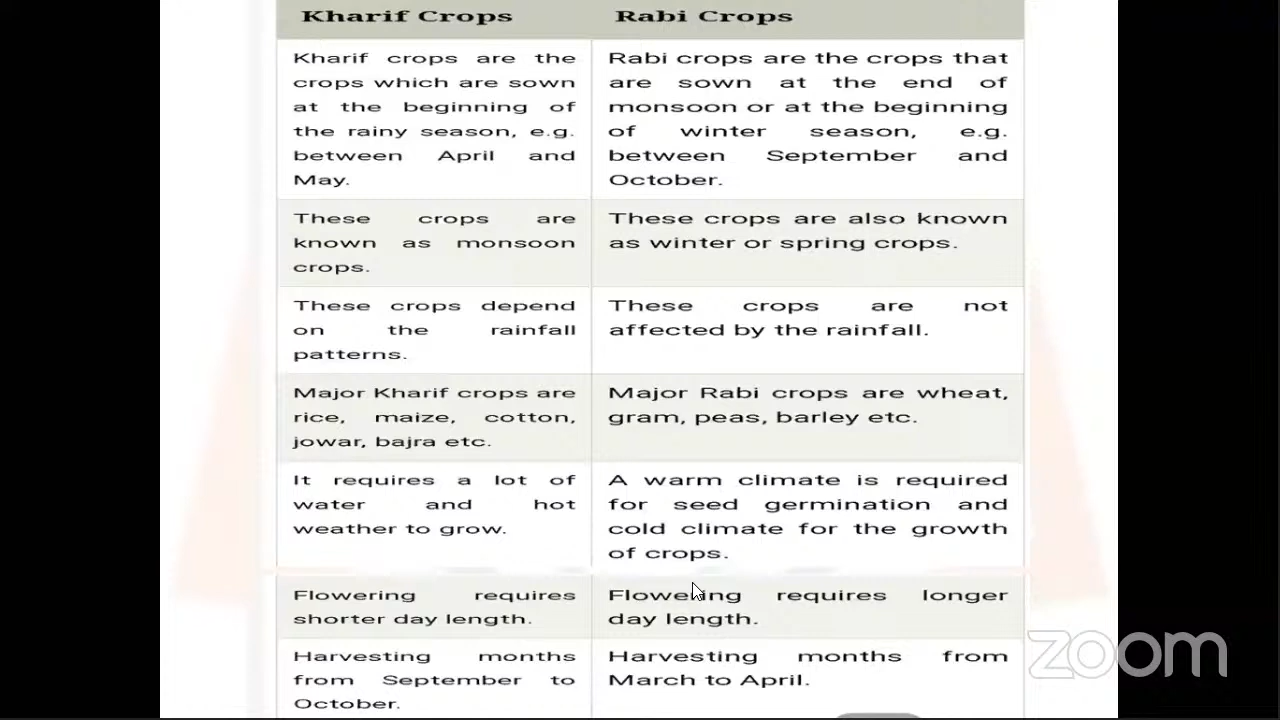 Kharif Crops
Rabi Crops
Kharif crops are the
crops which are sown
at the beginning of
the rainy season, e.g.
between April and
May.
Rabi crops are the crops that
are sown at the end of
monsoon or at the beginning
of winter season, e.g.
between September and
October.
These crops are
known as monsoon
crops.
These crops are also known
as winter or spring crops.
These crops depend
on the rainfall
patterns.
These crops are not
affected by the rainfall.
Major Kharif crops are
rice, maize, cotton,
jowar, bajra etc.
Major Rabi crops are wheat,
gram, peas, barley etc.
It requires a lot of
water and hot
weather to grow.
A warm climate is required
for seed germination and
cold climate for the growth
of crops.
Flowering requires
shorter day length.
Flowering requires longer
day length.
Harvesting months
from September to
October.
Harvesting months from
March to April.
zoom